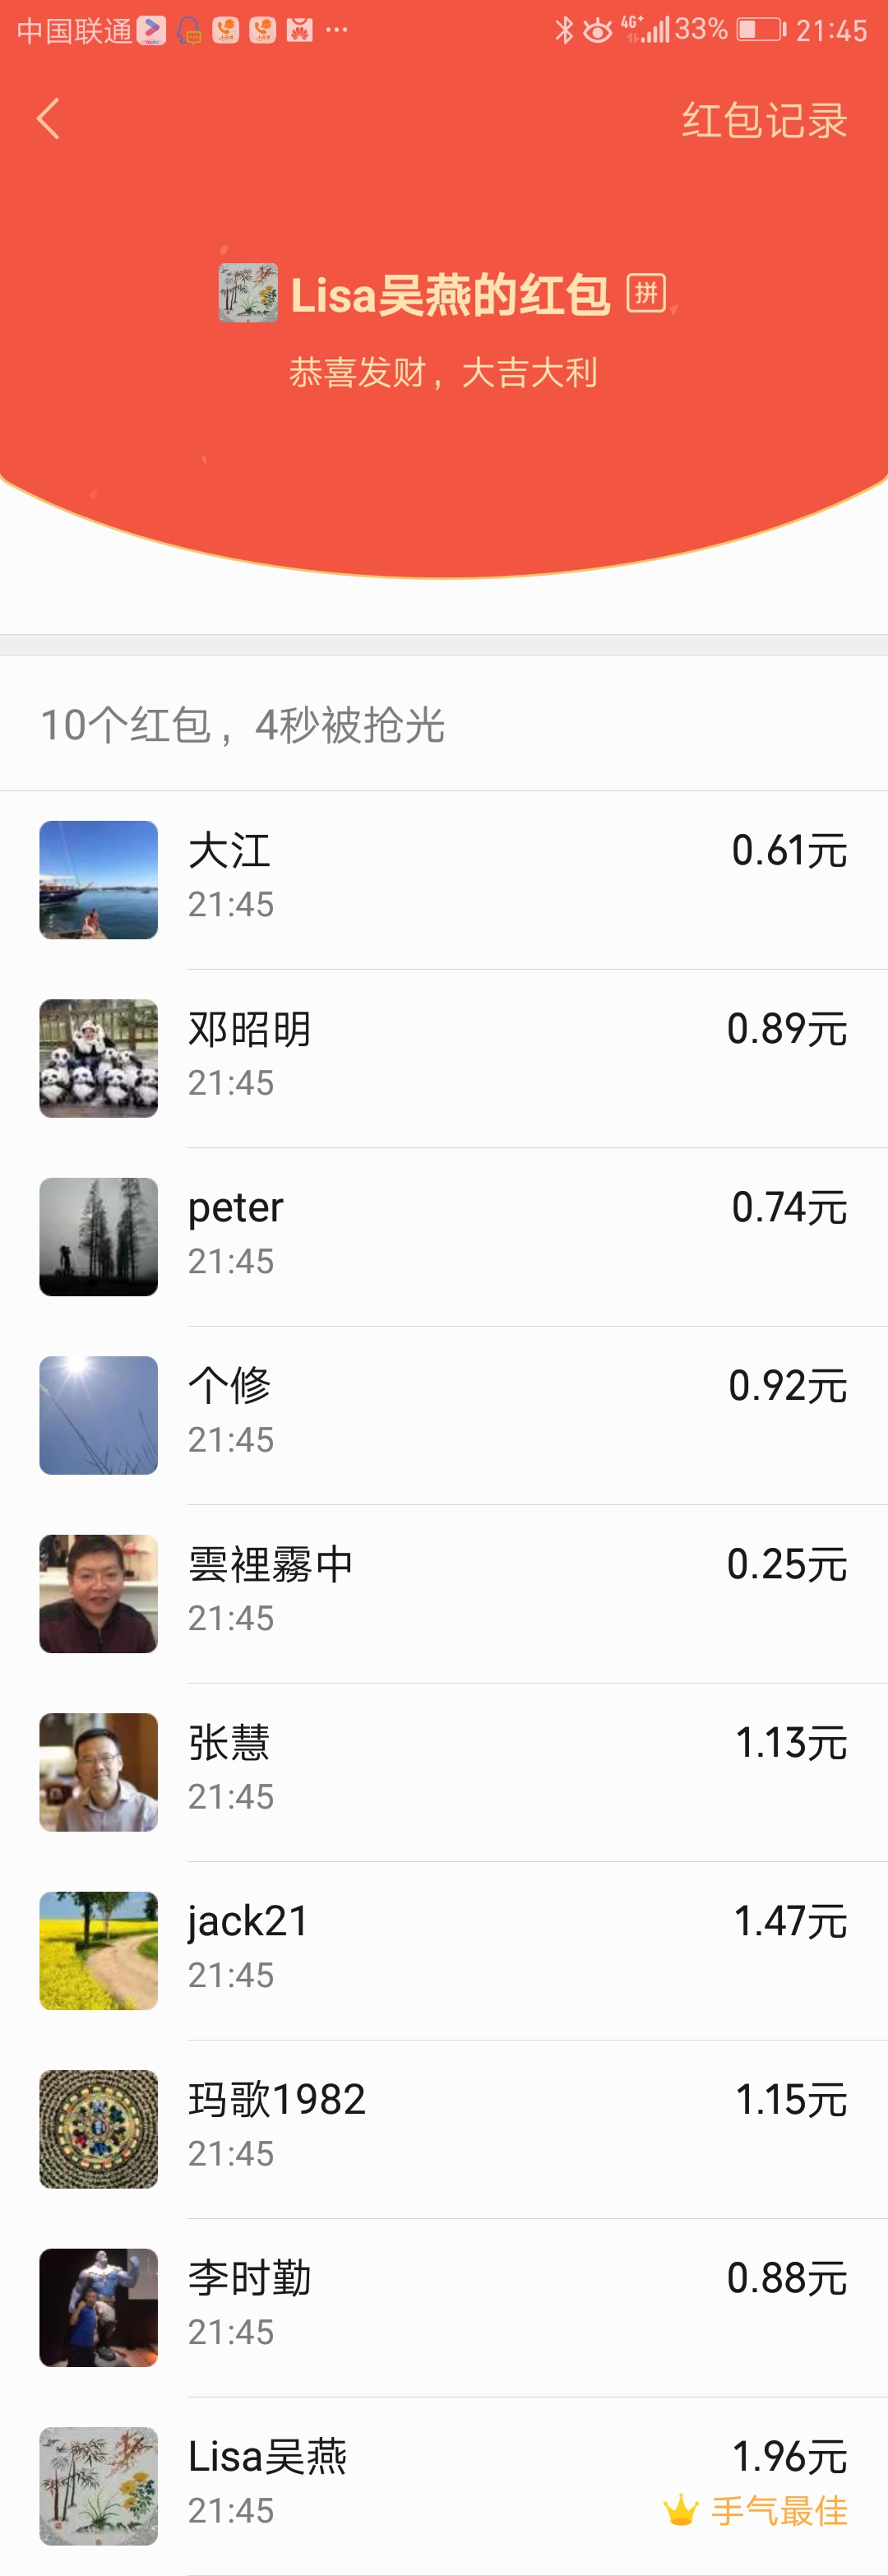 中国联通 4G+ 33% 21:45
红包记录
Lisa吴燕的红包 拼
恭喜发财，大吉大利
10个红包，4秒被抢光
大江 0.61元
21:45
邓昭明 0.89元
21:45
peter 0.74元
21:45
个修 0.92元
21:45
雲裡霧中 0.25元
21:45
张慧 1.13元
21:45
jack21 1.47元
21:45
玛歌1982 1.15元
21:45
李时勤 0.88元
21:45
Lisa吴燕 1.96元
21:45 手气最佳